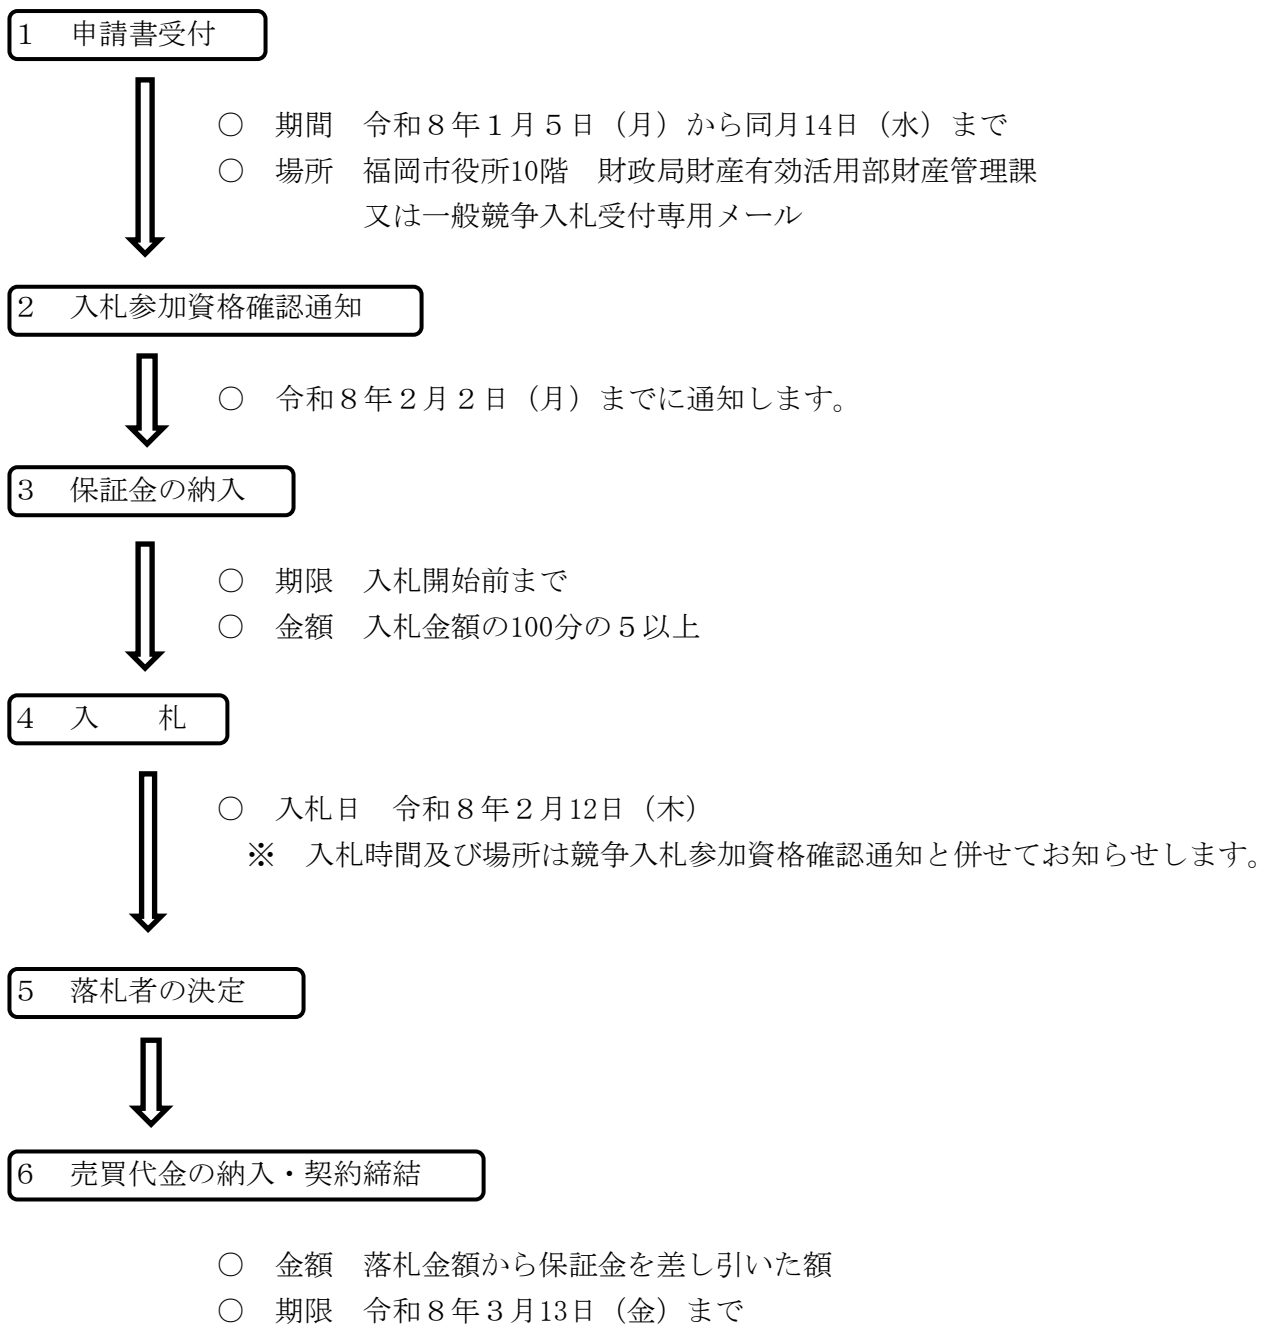 １　申請書受付
○　期間　令和８年１月５日（月）から同月14日（水）まで
○　場所　福岡市役所10階　財政局財産有効活用部財産管理課
又は一般競争入札受付専用メール
２　入札参加資格確認通知
○　令和８年２月２日（月）までに通知します。
３　保証金の納入
○　期限　入札開始前まで
○　金額　入札金額の100分の５以上
４　入　　札
○　入札日　令和８年２月12日（木）
※　入札時間及び場所は競争入札参加資格確認通知と併せてお知らせします。
５　落札者の決定
６　売買代金の納入・契約締結
○　金額　落札金額から保証金を差し引いた額
○　期限　令和８年３月13日（金）まで